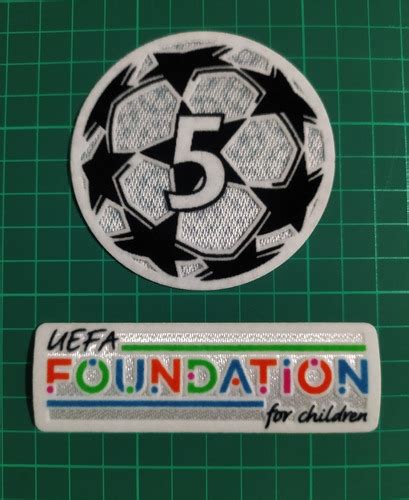 5
UEFA
FOUNDATION
for children